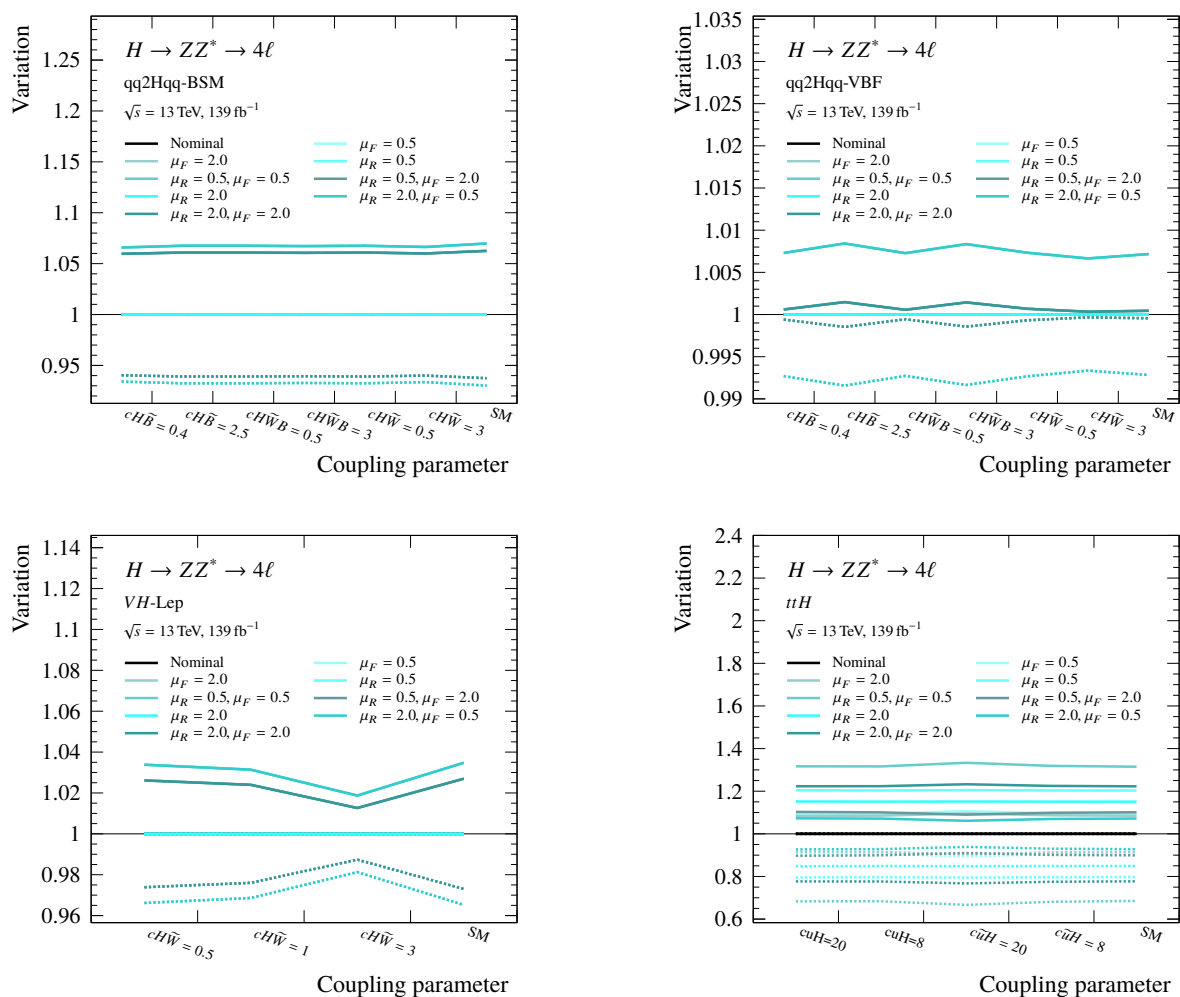 Variation
1.25
1.2
1.15
1.1
1.05
1
0.95
H → ZZ* → 4ℓ
qq2Hqq-BSM
√s = 13 TeV, 139 fb⁻¹
Nominal
μ_F = 2.0
μ_R = 0.5, μ_F = 0.5
μ_R = 2.0
μ_R = 2.0, μ_F = 2.0
μ_F = 0.5
μ_R = 0.5
μ_R = 0.5, μ_F = 2.0
μ_R = 2.0, μ_F = 0.5
cHB̃ = 0.4
cHB̃ = 2.5
cHW̃B = 0.5
cHW̃B = 3
cHW̃ = 0.5
cHW̃ = 3
SM
Coupling parameter
Variation
1.035
1.03
1.025
1.02
1.015
1.01
1.005
1
0.995
0.99
H → ZZ* → 4ℓ
qq2Hqq-VBF
√s = 13 TeV, 139 fb⁻¹
Nominal
μ_F = 2.0
μ_R = 0.5, μ_F = 0.5
μ_R = 2.0
μ_R = 2.0, μ_F = 2.0
μ_F = 0.5
μ_R = 0.5
μ_R = 0.5, μ_F = 2.0
μ_R = 2.0, μ_F = 0.5
cHB̃ = 0.4
cHB̃ = 2.5
cHW̃B = 0.5
cHW̃B = 3
cHW̃ = 0.5
cHW̃ = 3
SM
Coupling parameter
Variation
1.14
1.12
1.1
1.08
1.06
1.04
1.02
1
0.98
0.96
H → ZZ* → 4ℓ
VH-Lep
√s = 13 TeV, 139 fb⁻¹
Nominal
μ_F = 2.0
μ_R = 0.5, μ_F = 0.5
μ_R = 2.0
μ_R = 2.0, μ_F = 2.0
μ_F = 0.5
μ_R = 0.5
μ_R = 0.5, μ_F = 2.0
μ_R = 2.0, μ_F = 0.5
cHW̃ = 0.5
cHW̃ = 1
cHW̃ = 3
SM
Coupling parameter
Variation
2.4
2.2
2
1.8
1.6
1.4
1.2
1
0.8
0.6
H → ZZ* → 4ℓ
ttH
√s = 13 TeV, 139 fb⁻¹
Nominal
μ_F = 2.0
μ_R = 0.5, μ_F = 0.5
μ_R = 2.0
μ_R = 2.0, μ_F = 2.0
μ_F = 0.5
μ_R = 0.5
μ_R = 0.5, μ_F = 2.0
μ_R = 2.0, μ_F = 0.5
cuH=20
cuH=8
cũH = 20
cũH = 8
SM
Coupling parameter